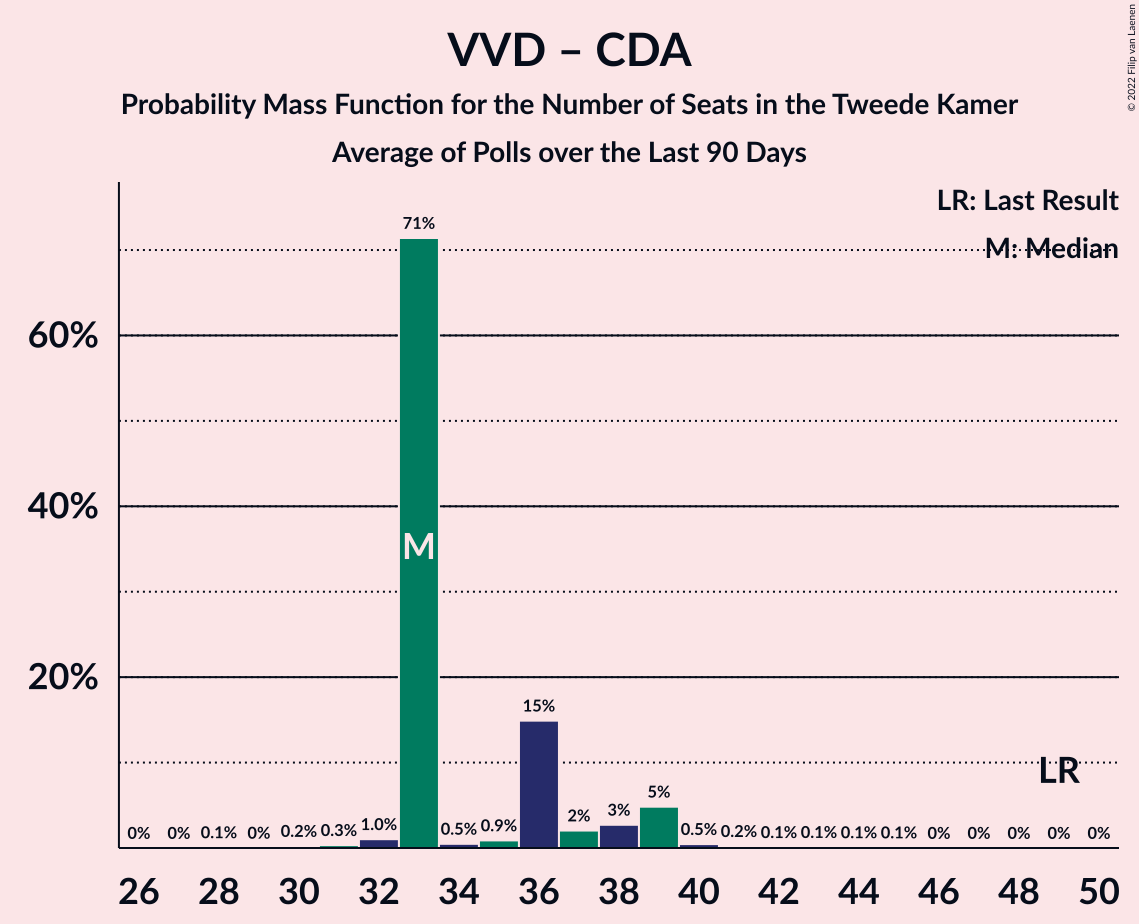 VVD – CDA
Probability Mass Function for the Number of Seats in the Tweede Kamer
Average of Polls over the Last 90 Days
© 2022 Filip van Laenen
LR: Last Result
M: Median
60%
40%
20%
0% 0% 0.1% 0% 0.2% 0.3% 1.0% 71% 0.5% 0.9% 15% 2% 3% 5% 0.5% 0.2% 0.1% 0.1% 0.1% 0.1% 0% 0% 0% 0% 0%
M
LR
26 28 30 32 34 36 38 40 42 44 46 48 50